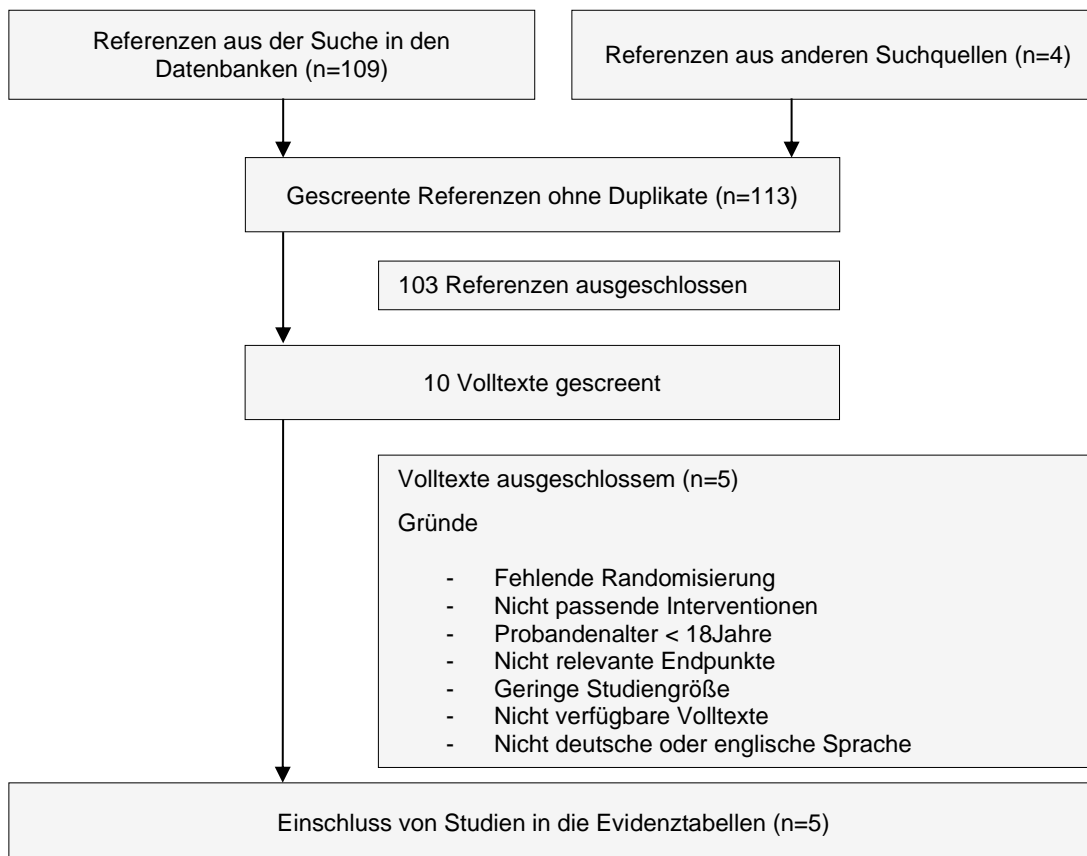 Referenzen aus der Suche in den
Datenbanken (n=109)
Referenzen aus anderen Suchquellen (n=4)
Gescreente Referenzen ohne Duplikate (n=113)
103 Referenzen ausgeschlossen
10 Volltexte gescreent
Volltexte ausgeschlossem (n=5)
Gründe
- Fehlende Randomisierung
- Nicht passende Interventionen
- Probandenalter < 18Jahre
- Nicht relevante Endpunkte
- Geringe Studiengröße
- Nicht verfügbare Volltexte
- Nicht deutsche oder englische Sprache
Einschluss von Studien in die Evidenztabellen (n=5)